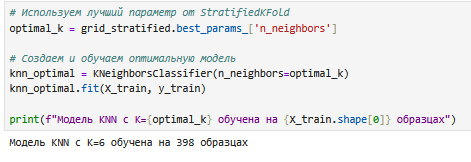 # Используем лучший параметр от StratifiedKFold
optimal_k = grid_stratified.best_params_['n_neighbors']
# Создаем и обучаем оптимальную модель
knn_optimal = KNeighborsClassifier(n_neighbors=optimal_k)
knn_optimal.fit(X_train, y_train)
print(f"Модель KNN с K={optimal_k} обучена на {X_train.shape[0]} образцах")
Модель KNN с K=6 обучена на 398 образцах